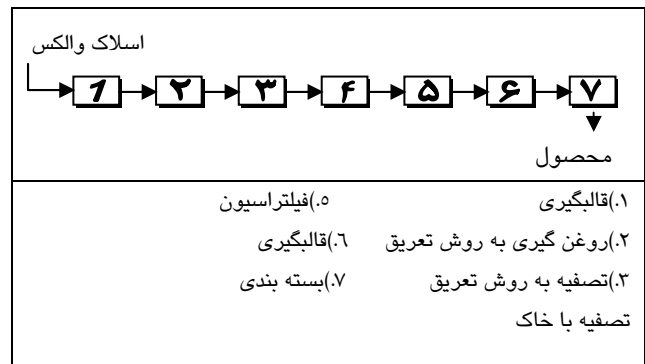 اسلاک والکس
۱ ۲ ۳ ۴ ۵ ۶ ۷
محصول
۱.)قالبگیری ۵.)فیلتراسیون
۲.)روغن گیری به روش تعریق ۶.)قالبگیری
۳.)تصفیه به روش تعریق ۷.)بسته بندی
تصفیه با خاک